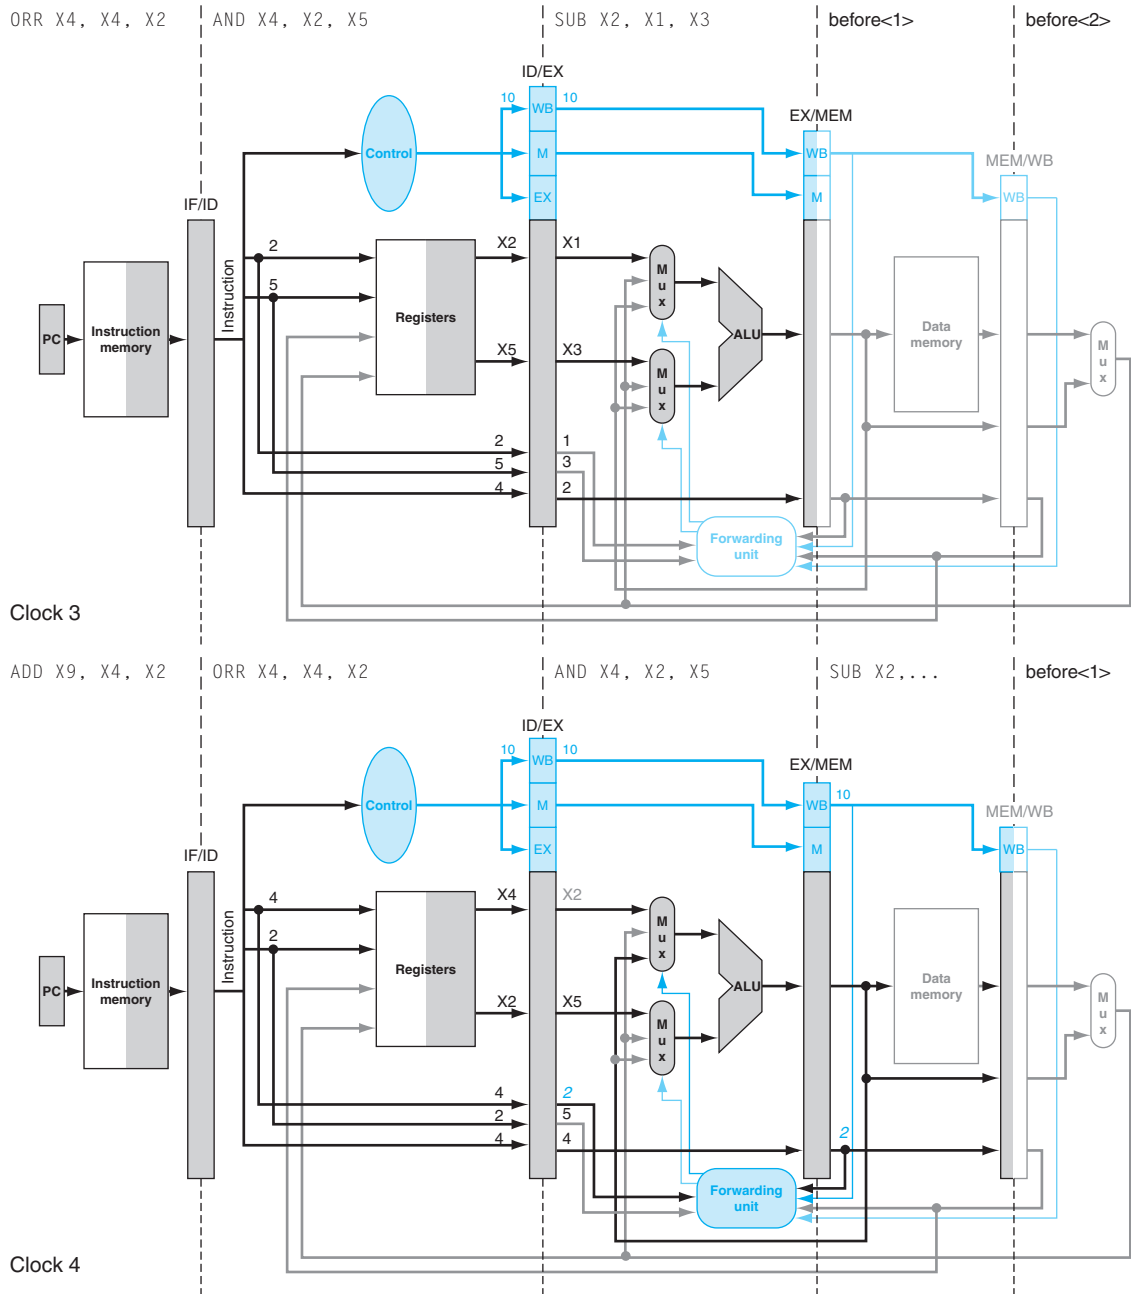 ORR X4, X4, X2 AND X4, X2, X5 SUB X2, X1, X3 before<1> before<2>
ID/EX
10 WB 10
EX/MEM
Control M WB
MEM/WB
EX M WB
IF/ID
2 X2 X1
M
u
x
5
Instruction
PC
Instruction
memory
Registers
ALU
Data
memory
M
u
x
X5 X3
M
u
x
2 1
5 3
4 2
Forwarding
unit
Clock 3
ADD X9, X4, X2 ORR X4, X4, X2 AND X4, X2, X5 SUB X2,... before<1>
ID/EX
10 WB 10
EX/MEM
Control M WB 10
MEM/WB
EX M WB
IF/ID
4 X4 X2
M
u
x
2
Instruction
PC
Instruction
memory
Registers
ALU
Data
memory
M
u
x
X2 X5
M
u
x
4 2
2 5
4 4 2
Forwarding
unit
Clock 4